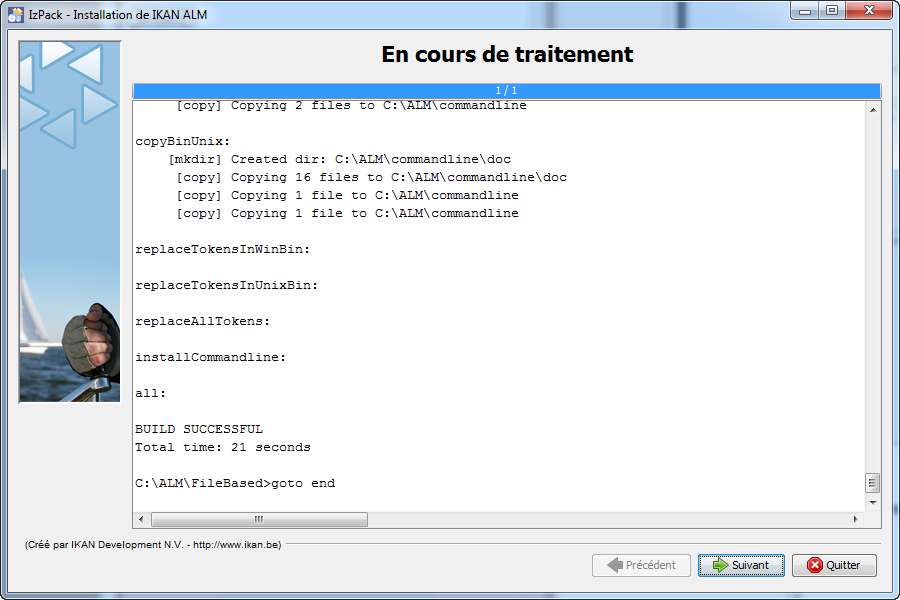 IzPack - Installation de IKAN ALM
En cours de traitement
1 / 1
[copy] Copying 2 files to C:\ALM\commandline
copyBinUnix:
[mkdir] Created dir: C:\ALM\commandline\doc
[copy] Copying 16 files to C:\ALM\commandline\doc
[copy] Copying 1 file to C:\ALM\commandline
[copy] Copying 1 file to C:\ALM\commandline
replaceTokensInWinBin:
replaceTokensInUnixBin:
replaceAllTokens:
installCommandline:
all:
BUILD SUCCESSFUL
Total time: 21 seconds
C:\ALM\FileBased>goto end
(Créé par IKAN Development N.V. - http://www.ikan.be)
Précédent
Suivant
Quitter